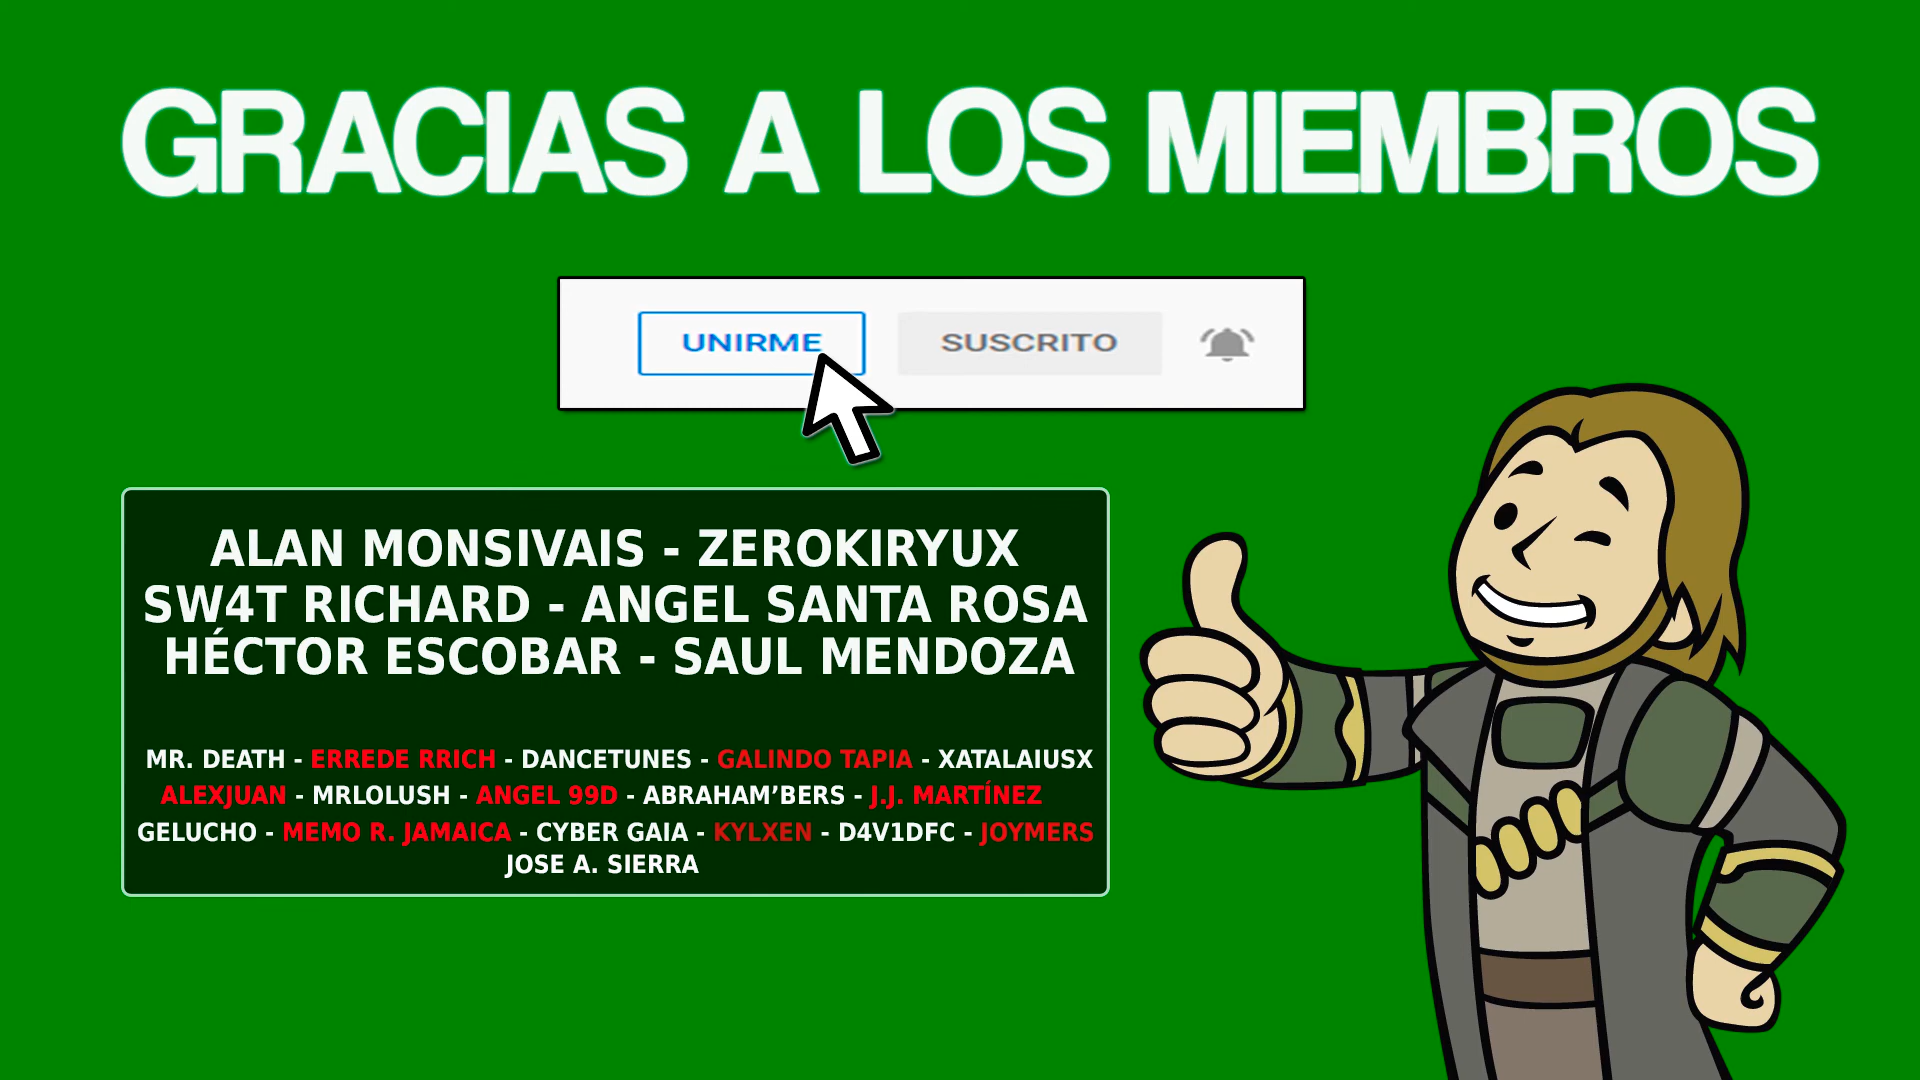 GRACIAS A LOS MIEMBROS
UNIRME SUSCRITO
ALAN MONSIVAIS - ZEROKIRYUX
SW4T RICHARD - ANGEL SANTA ROSA
HÉCTOR ESCOBAR - SAUL MENDOZA
MR. DEATH - ERREDE RRICH - DANCETUNES - GALINDO TAPIA - XATALAIUSX
ALEXJUAN - MRLOLUSH - ANGEL 99D - ABRAHAM’BERS - J.J. MARTÍNEZ
GELUCHO - MEMO R. JAMAICA - CYBER GAIA - KYLXEN - D4V1DFC - JOYMERS
JOSE A. SIERRA